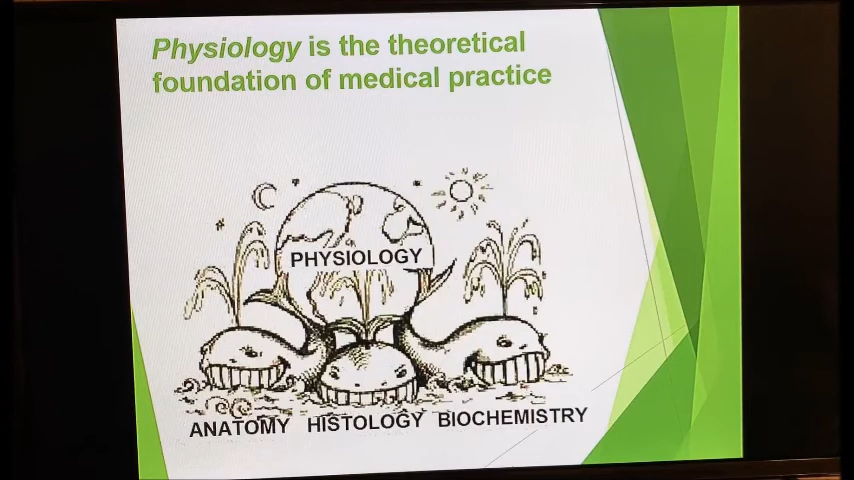 Physiology is the theoretical
foundation of medical practice
PHYSIOLOGY
ANATOMY HISTOLOGY BIOCHEMISTRY